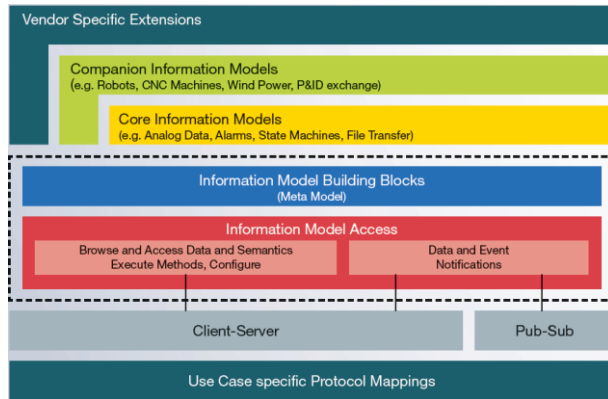 Vendor Specific Extensions
Companion Information Models
(e.g. Robots, CNC Machines, Wind Power, P&ID exchange)
Core Information Models
(e.g. Analog Data, Alarms, State Machines, File Transfer)
Information Model Building Blocks
(Meta Model)
Information Model Access
Browse and Access Data and Semantics
Execute Methods, Configure
Data and Event
Notifications
Client-Server
Pub-Sub
Use Case specific Protocol Mappings